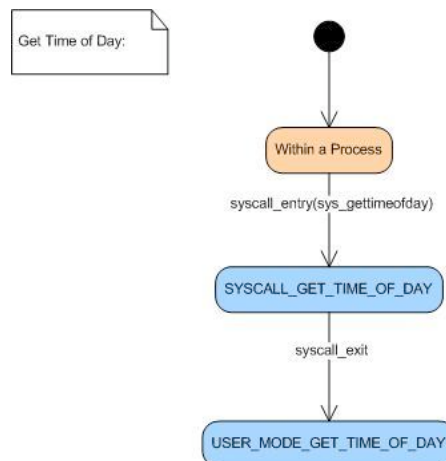 Get Time of Day:
Within a Process
syscall_entry(sys_gettimeofday)
SYSCALL_GET_TIME_OF_DAY
syscall_exit
USER_MODE_GET_TIME_OF_DAY